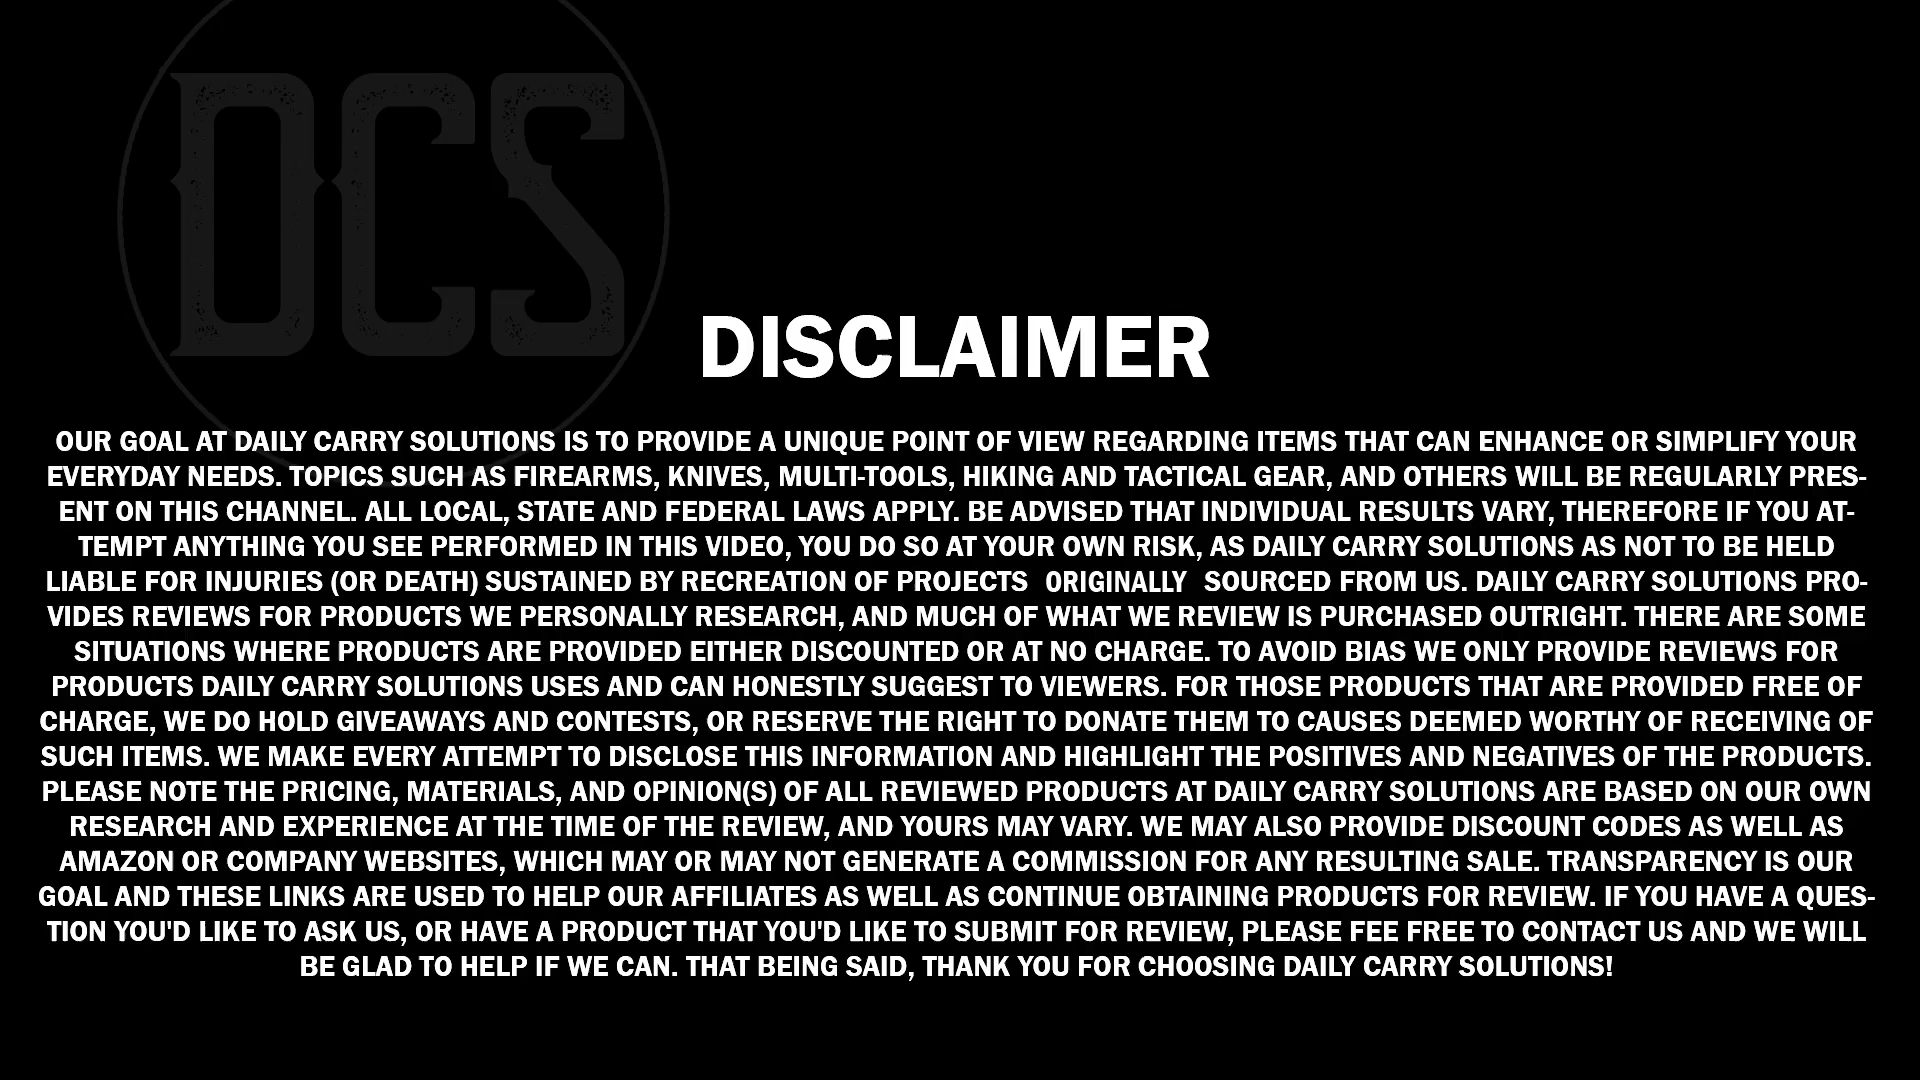 DCS
DISCLAIMER
OUR GOAL AT DAILY CARRY SOLUTIONS IS TO PROVIDE A UNIQUE POINT OF VIEW REGARDING ITEMS THAT CAN ENHANCE OR SIMPLIFY YOUR
EVERYDAY NEEDS. TOPICS SUCH AS FIREARMS, KNIVES, MULTI-TOOLS, HIKING AND TACTICAL GEAR, AND OTHERS WILL BE REGULARLY PRES-
ENT ON THIS CHANNEL. ALL LOCAL, STATE AND FEDERAL LAWS APPLY. BE ADVISED THAT INDIVIDUAL RESULTS VARY, THEREFORE IF YOU AT-
TEMPT ANYTHING YOU SEE PERFORMED IN THIS VIDEO, YOU DO SO AT YOUR OWN RISK, AS DAILY CARRY SOLUTIONS AS NOT TO BE HELD
LIABLE FOR INJURIES (OR DEATH) SUSTAINED BY RECREATION OF PROJECTS ORIGINALLY SOURCED FROM US. DAILY CARRY SOLUTIONS PRO-
VIDES REVIEWS FOR PRODUCTS WE PERSONALLY RESEARCH, AND MUCH OF WHAT WE REVIEW IS PURCHASED OUTRIGHT. THERE ARE SOME
SITUATIONS WHERE PRODUCTS ARE PROVIDED EITHER DISCOUNTED OR AT NO CHARGE. TO AVOID BIAS WE ONLY PROVIDE REVIEWS FOR
PRODUCTS DAILY CARRY SOLUTIONS USES AND CAN HONESTLY SUGGEST TO VIEWERS. FOR THOSE PRODUCTS THAT ARE PROVIDED FREE OF
CHARGE, WE DO HOLD GIVEAWAYS AND CONTESTS, OR RESERVE THE RIGHT TO DONATE THEM TO CAUSES DEEMED WORTHY OF RECEIVING OF
SUCH ITEMS. WE MAKE EVERY ATTEMPT TO DISCLOSE THIS INFORMATION AND HIGHLIGHT THE POSITIVES AND NEGATIVES OF THE PRODUCTS.
PLEASE NOTE THE PRICING, MATERIALS, AND OPINION(S) OF ALL REVIEWED PRODUCTS AT DAILY CARRY SOLUTIONS ARE BASED ON OUR OWN
RESEARCH AND EXPERIENCE AT THE TIME OF THE REVIEW, AND YOURS MAY VARY. WE MAY ALSO PROVIDE DISCOUNT CODES AS WELL AS
AMAZON OR COMPANY WEBSITES, WHICH MAY OR MAY NOT GENERATE A COMMISSION FOR ANY RESULTING SALE. TRANSPARENCY IS OUR
GOAL AND THESE LINKS ARE USED TO HELP OUR AFFILIATES AS WELL AS CONTINUE OBTAINING PRODUCTS FOR REVIEW. IF YOU HAVE A QUES-
TION YOU'D LIKE TO ASK US, OR HAVE A PRODUCT THAT YOU'D LIKE TO SUBMIT FOR REVIEW, PLEASE FEE FREE TO CONTACT US AND WE WILL
BE GLAD TO HELP IF WE CAN. THAT BEING SAID, THANK YOU FOR CHOOSING DAILY CARRY SOLUTIONS!